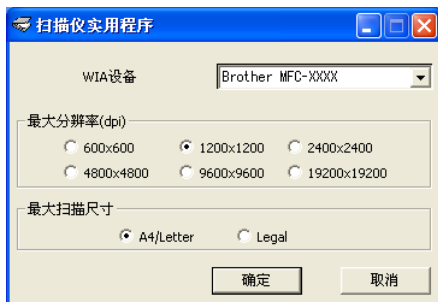 扫描仪实用程序
WIA设备 Brother MFC-XXXX
最大分辨率(dpi)
600x600 1200x1200 2400x2400
4800x4800 9600x9600 19200x19200
最大扫描尺寸
A4/Letter Legal
确定 取消